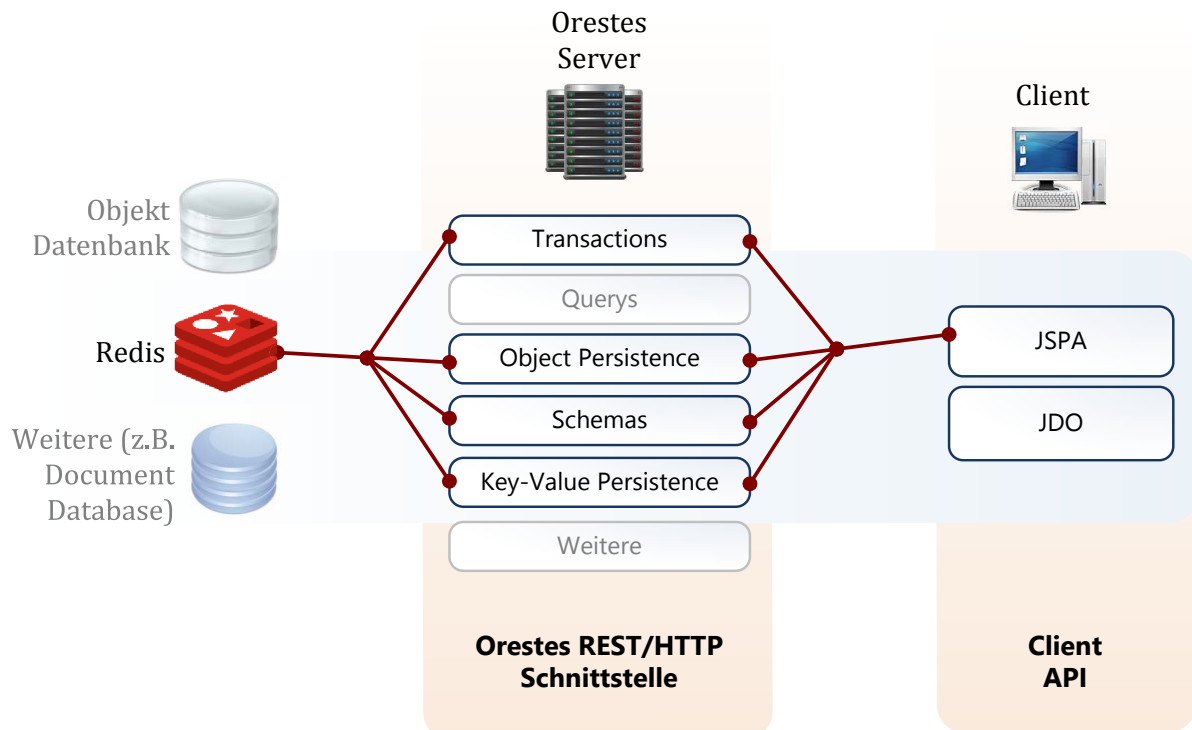 Orestes
Server
Client
Objekt
Datenbank
Redis
Weitere (z.B.
Document
Database)
Transactions
Querys
Object Persistence
Schemas
Key-Value Persistence
Weitere
JSPA
JDO
Orestes REST/HTTP
Schnittstelle
Client
API